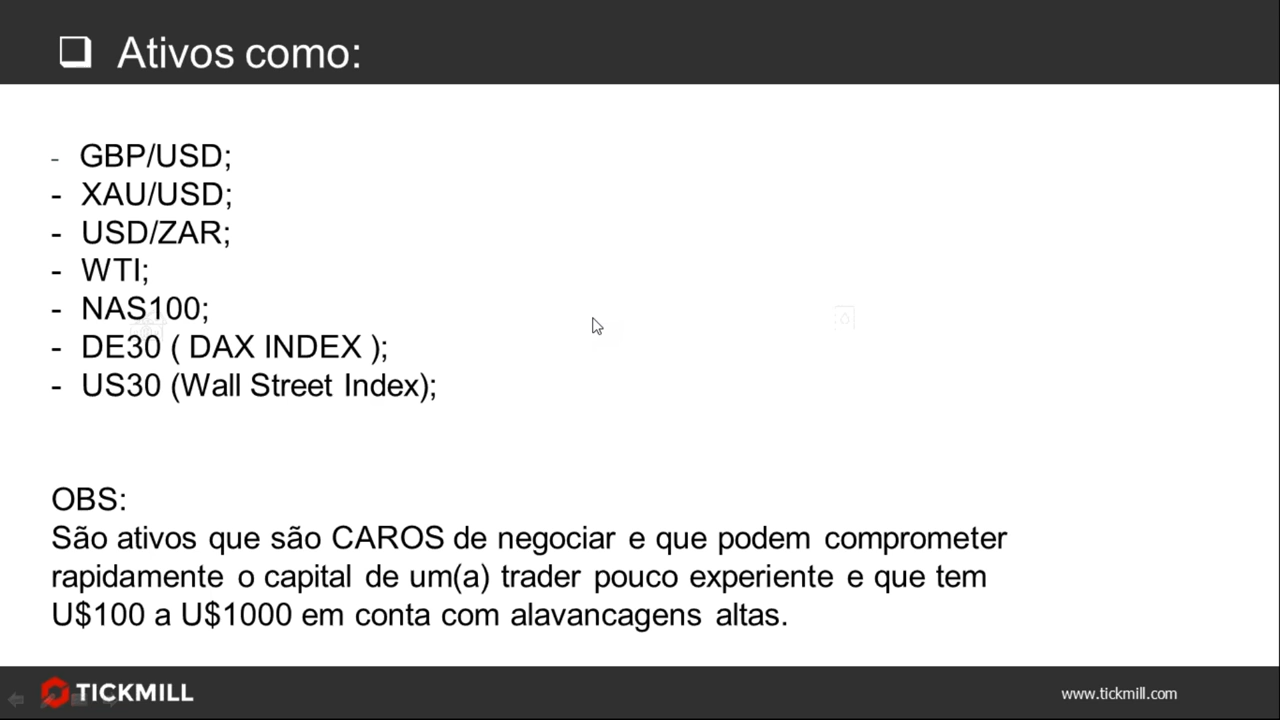 ❑ Ativos como:
- GBP/USD;
- XAU/USD;
- USD/ZAR;
- WTI;
- NAS100;
- DE30 ( DAX INDEX );
- US30 (Wall Street Index);
OBS:
São ativos que são CAROS de negociar e que podem comprometer
rapidamente o capital de um(a) trader pouco experiente e que tem
U$100 a U$1000 em conta com alavancagens altas.
TICKMILL
www.tickmill.com